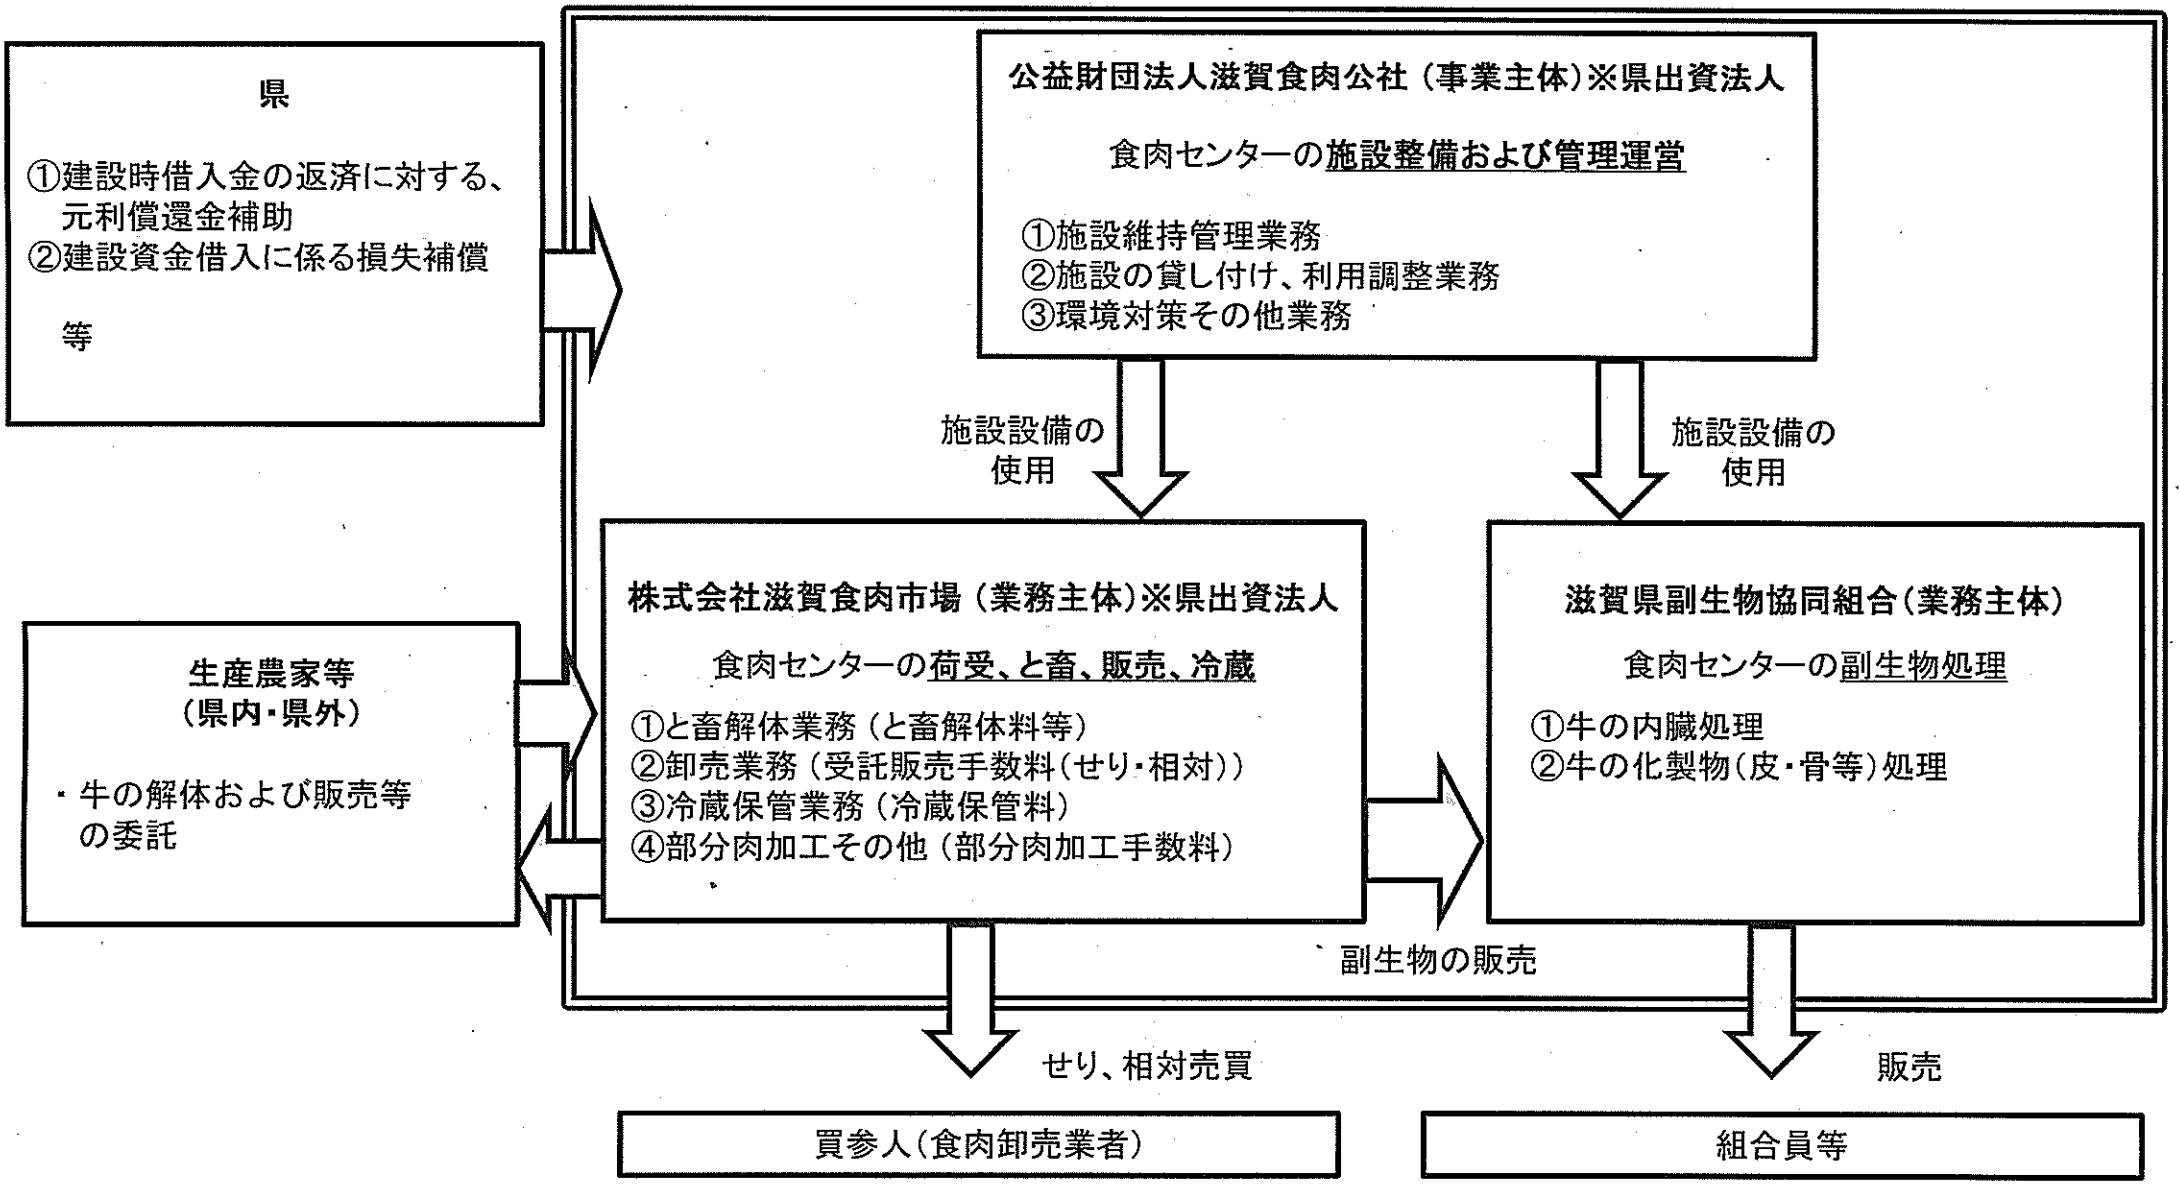 県
①建設時借入金の返済に対する、
元利償還金補助
②建設資金借入に係る損失補償
等
公益財団法人滋賀食肉公社（事業主体）※県出資法人
食肉センターの施設整備および管理運営
①施設維持管理業務
②施設の貸し付け、利用調整業務
③環境対策その他業務
施設設備の
使用
施設設備の
使用
生産農家等
（県内・県外）
・牛の解体および販売等
の委託
株式会社滋賀食肉市場（業務主体）※県出資法人
食肉センターの荷受、と畜、販売、冷蔵
①と畜解体業務（と畜解体料等）
②卸売業務（受託販売手数料（せり・相対））
③冷蔵保管業務（冷蔵保管料）
④部分肉加工その他（部分肉加工手数料）
滋賀県副生物協同組合（業務主体）
食肉センターの副生物処理
①牛の内臓処理
②牛の化製物（皮・骨等）処理
副生物の販売
せり、相対売買
販売
買参人（食肉卸売業者）
組合員等